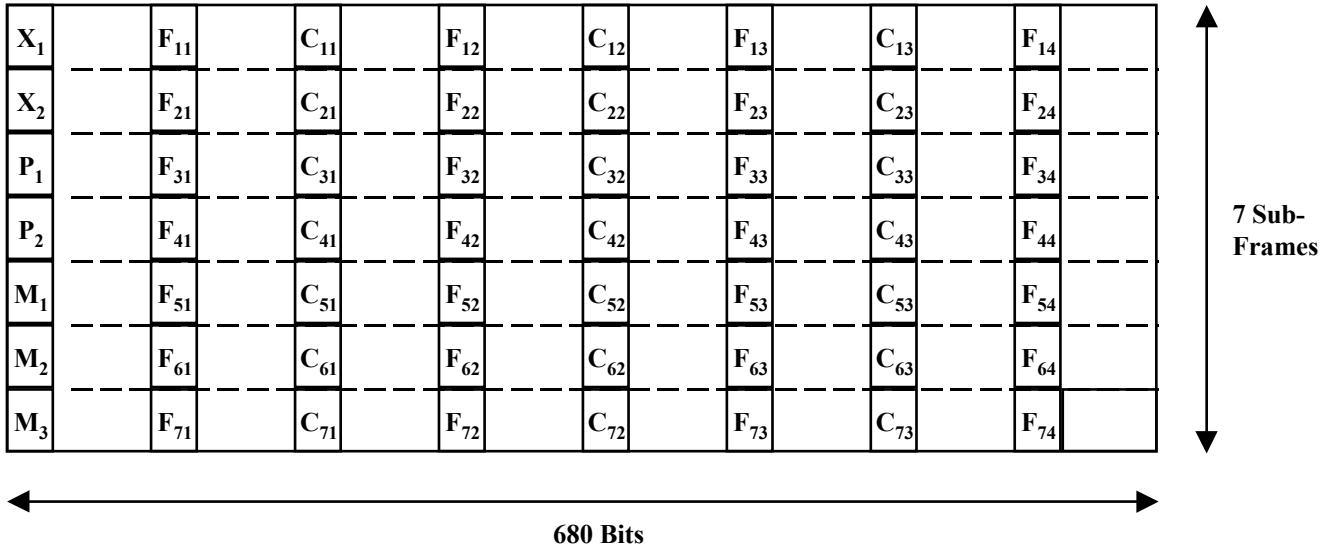 X₁ F₁₁ C₁₁ F₁₂ C₁₂ F₁₃ C₁₃ F₁₄
X₂ F₂₁ C₂₁ F₂₂ C₂₂ F₂₃ C₂₃ F₂₄
P₁ F₃₁ C₃₁ F₃₂ C₃₂ F₃₃ C₃₃ F₃₄
P₂ F₄₁ C₄₁ F₄₂ C₄₂ F₄₃ C₄₃ F₄₄
M₁ F₅₁ C₅₁ F₅₂ C₅₂ F₅₃ C₅₃ F₅₄
M₂ F₆₁ C₆₁ F₆₂ C₆₂ F₆₃ C₆₃ F₆₄
M₃ F₇₁ C₇₁ F₇₂ C₇₂ F₇₃ C₇₃ F₇₄
7 Sub-
Frames
680 Bits